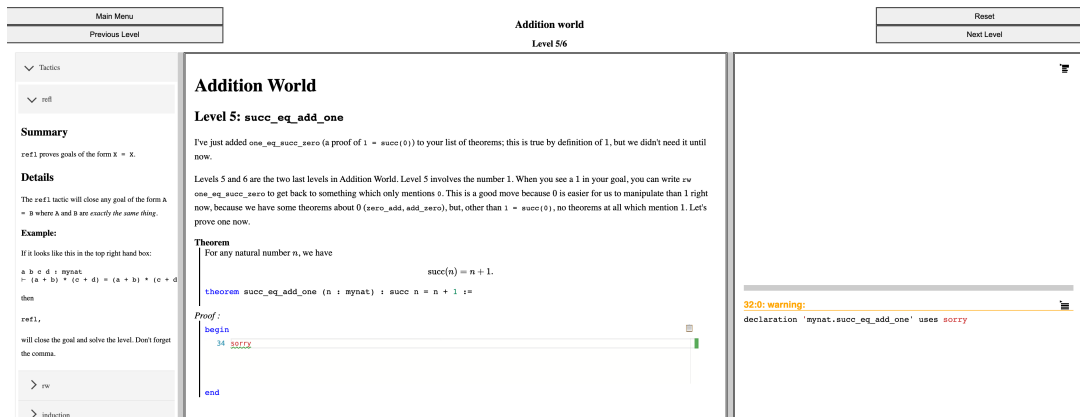 Main Menu
Previous Level
Addition world
Level 5/6
Reset
Next Level
Tactics
refl
Summary
refl proves goals of the form X = X.
Details
The refl tactic will close any goal of the form A
= B where A and B are exactly the same thing.
Example:
If it looks like this in the top right hand box:
a b c d : mynat
⊢ (a + b) * (c + d) = (a + b) * (c + d
then
refl,
will close the goal and solve the level. Don't forget
the comma.
rw
induction
Addition World
Level 5: succ_eq_add_one
I've just added one_eq_succ_zero (a proof of 1 = succ(0)) to your list of theorems; this is true by definition of 1, but we didn't need it until
now.
Levels 5 and 6 are the two last levels in Addition World. Level 5 involves the number 1. When you see a 1 in your goal, you can write rw
one_eq_succ_zero to get back to something which only mentions 0. This is a good move because 0 is easier for us to manipulate than 1 right
now, because we have some theorems about 0 (zero_add, add_zero), but, other than 1 = succ(0), no theorems at all which mention 1. Let's
prove one now.
Theorem
For any natural number n, we have
succ(n) = n + 1.
theorem succ_eq_add_one (n : mynat) : succ n = n + 1 :=
Proof :
begin
34 sorry
end
32:0: warning:
declaration 'mynat.succ_eq_add_one' uses sorry